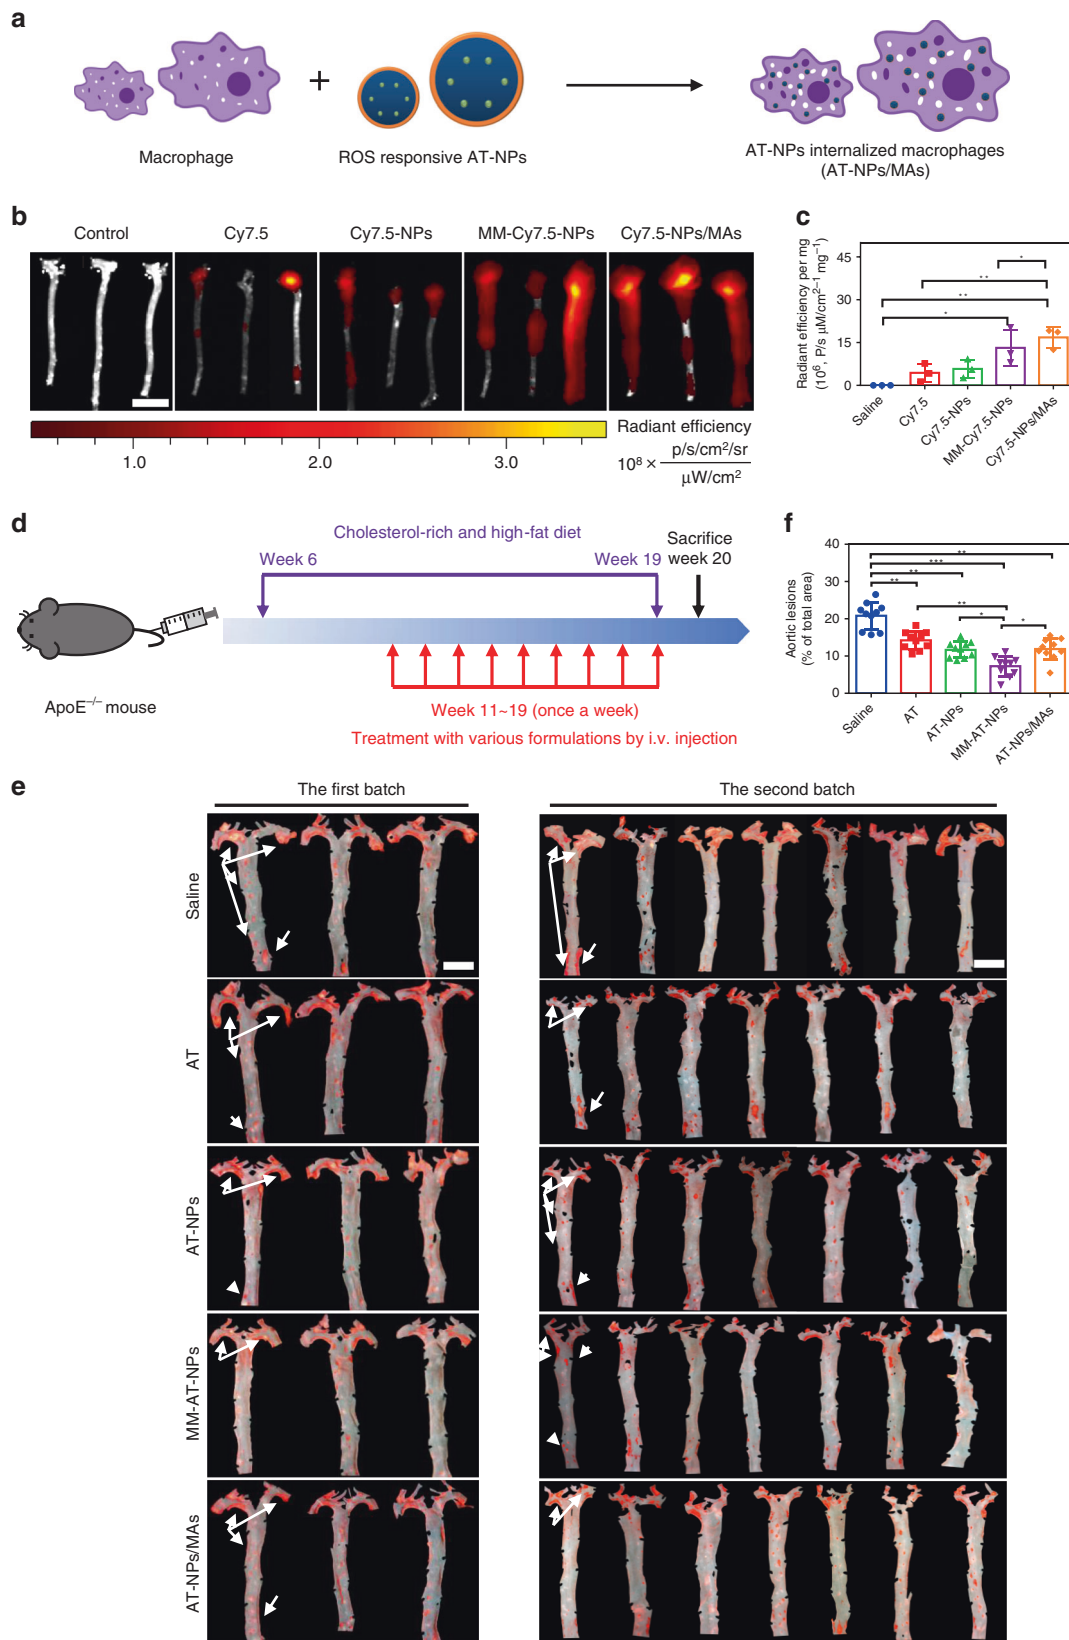 a
Macrophage
+
ROS responsive AT-NPs
AT-NPs internalized macrophages
(AT-NPs/MAs)
b
Control
Cy7.5
Cy7.5-NPs
MM-Cy7.5-NPs
Cy7.5-NPs/MAs
1.0
2.0
3.0
Radiant efficiency
10⁸ × p/s/cm²/sr
μW/cm²
c
Radiant efficiency per mg
(10⁶, P/s μM/cm²⁻¹ mg⁻¹)
45
30
15
0
*
**
**
*
Saline
Cy7.5
Cy7.5-NPs
MM-Cy7.5-NPs
Cy7.5-NPs/MAs
d
Cholesterol-rich and high-fat diet
Week 6
Week 19
Sacrifice
week 20
ApoE⁻/⁻ mouse
Week 11~19 (once a week)
Treatment with various formulations by i.v. injection
f
Aortic lesions
(% of total area)
40
30
20
10
0
**
***
**
**
**
*
*
Saline
AT
AT-NPs
MM-AT-NPs
AT-NPs/MAs
e
The first batch
The second batch
Saline
AT
AT-NPs
MM-AT-NPs
AT-NPs/MAs